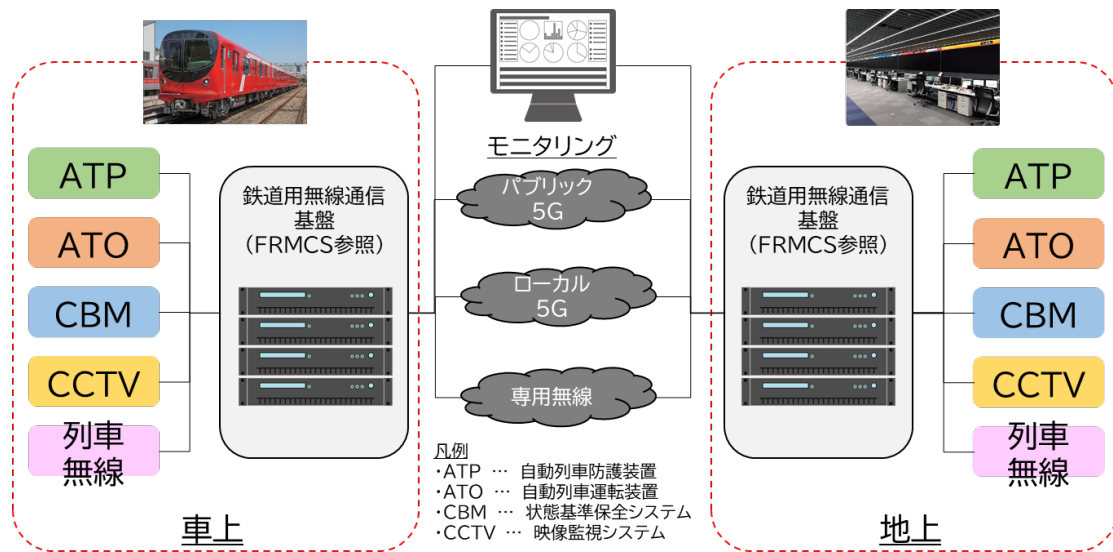 モニタリング
ATP
ATO
CBM
CCTV
列車
無線
鉄道用無線通信
基盤
（FRMCS参照）
車上
パブリック
5G
ローカル
5G
専用無線
凡例
・ATP … 自動列車防護装置
・ATO … 自動列車運転装置
・CBM … 状態基準保全システム
・CCTV … 映像監視システム
鉄道用無線通信
基盤
（FRMCS参照）
ATP
ATO
CBM
CCTV
列車
無線
地上